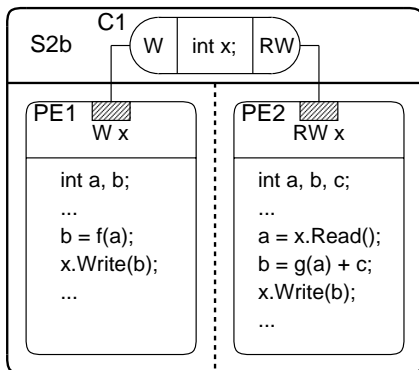 C1
S2b
W int x; RW
PE1
W x
int a, b;
...
b = f(a);
x.Write(b);
...
PE2
RW x
int a, b, c;
...
a = x.Read();
b = g(a) + c;
x.Write(b);
...